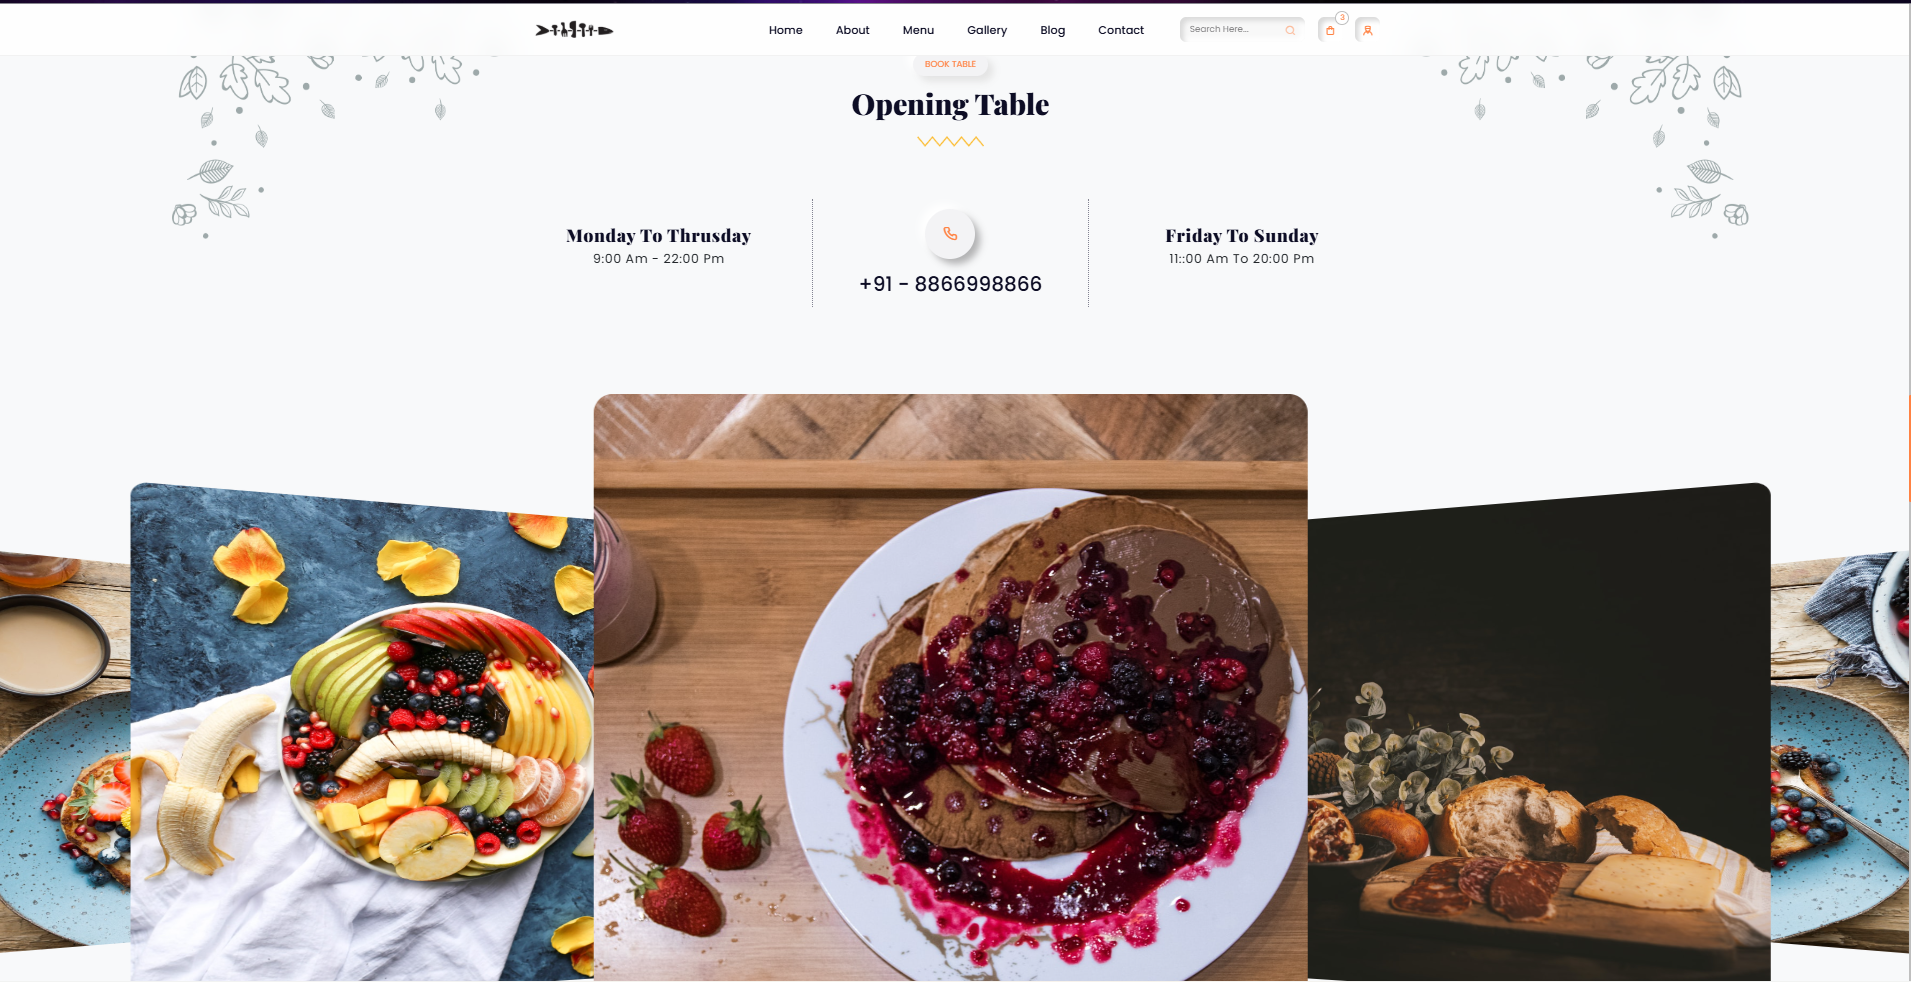 Home About Menu Gallery Blog Contact Search Here... 3
BOOK TABLE
Opening Table
Monday To Thrusday
9:00 Am - 22:00 Pm
+91 - 8866998866
Friday To Sunday
11::00 Am To 20:00 Pm